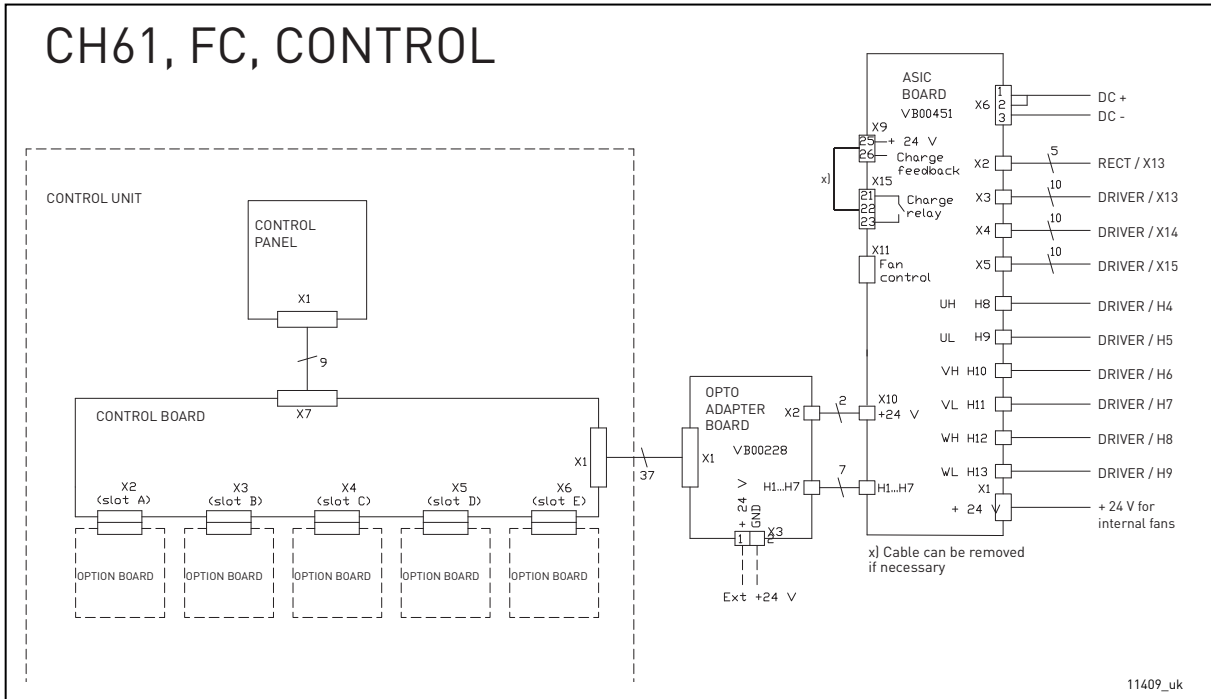 CH61, FC, CONTROL
CONTROL UNIT
CONTROL
PANEL
X1
9
X7
CONTROL BOARD
X1
X2
(slot A)
X3
(slot B)
X4
(slot C)
X5
(slot D)
X6
(slot E)
OPTION BOARD
OPTION BOARD
OPTION BOARD
OPTION BOARD
OPTION BOARD
37
OPTO
ADAPTER
BOARD
VB00228
X1
X2
H1...H7
+ 24 V
GND
X3
1 2
Ext +24 V
2
7
ASIC
BOARD
VB00451
X9
25 + 24 V
26 Charge
feedback
x)
X15
21
22
23
Charge
relay
X11
Fan
control
X10
+24 V
H1...H7
X6
1
2
3
DC +
DC -
X2 5 RECT / X13
X3 10 DRIVER / X13
X4 10 DRIVER / X14
X5 10 DRIVER / X15
UH H8 DRIVER / H4
UL H9 DRIVER / H5
VH H10 DRIVER / H6
VL H11 DRIVER / H7
WH H12 DRIVER / H8
WL H13 DRIVER / H9
X1
+ 24 V
+ 24 V for
internal fans
x) Cable can be removed
if necessary
11409_uk